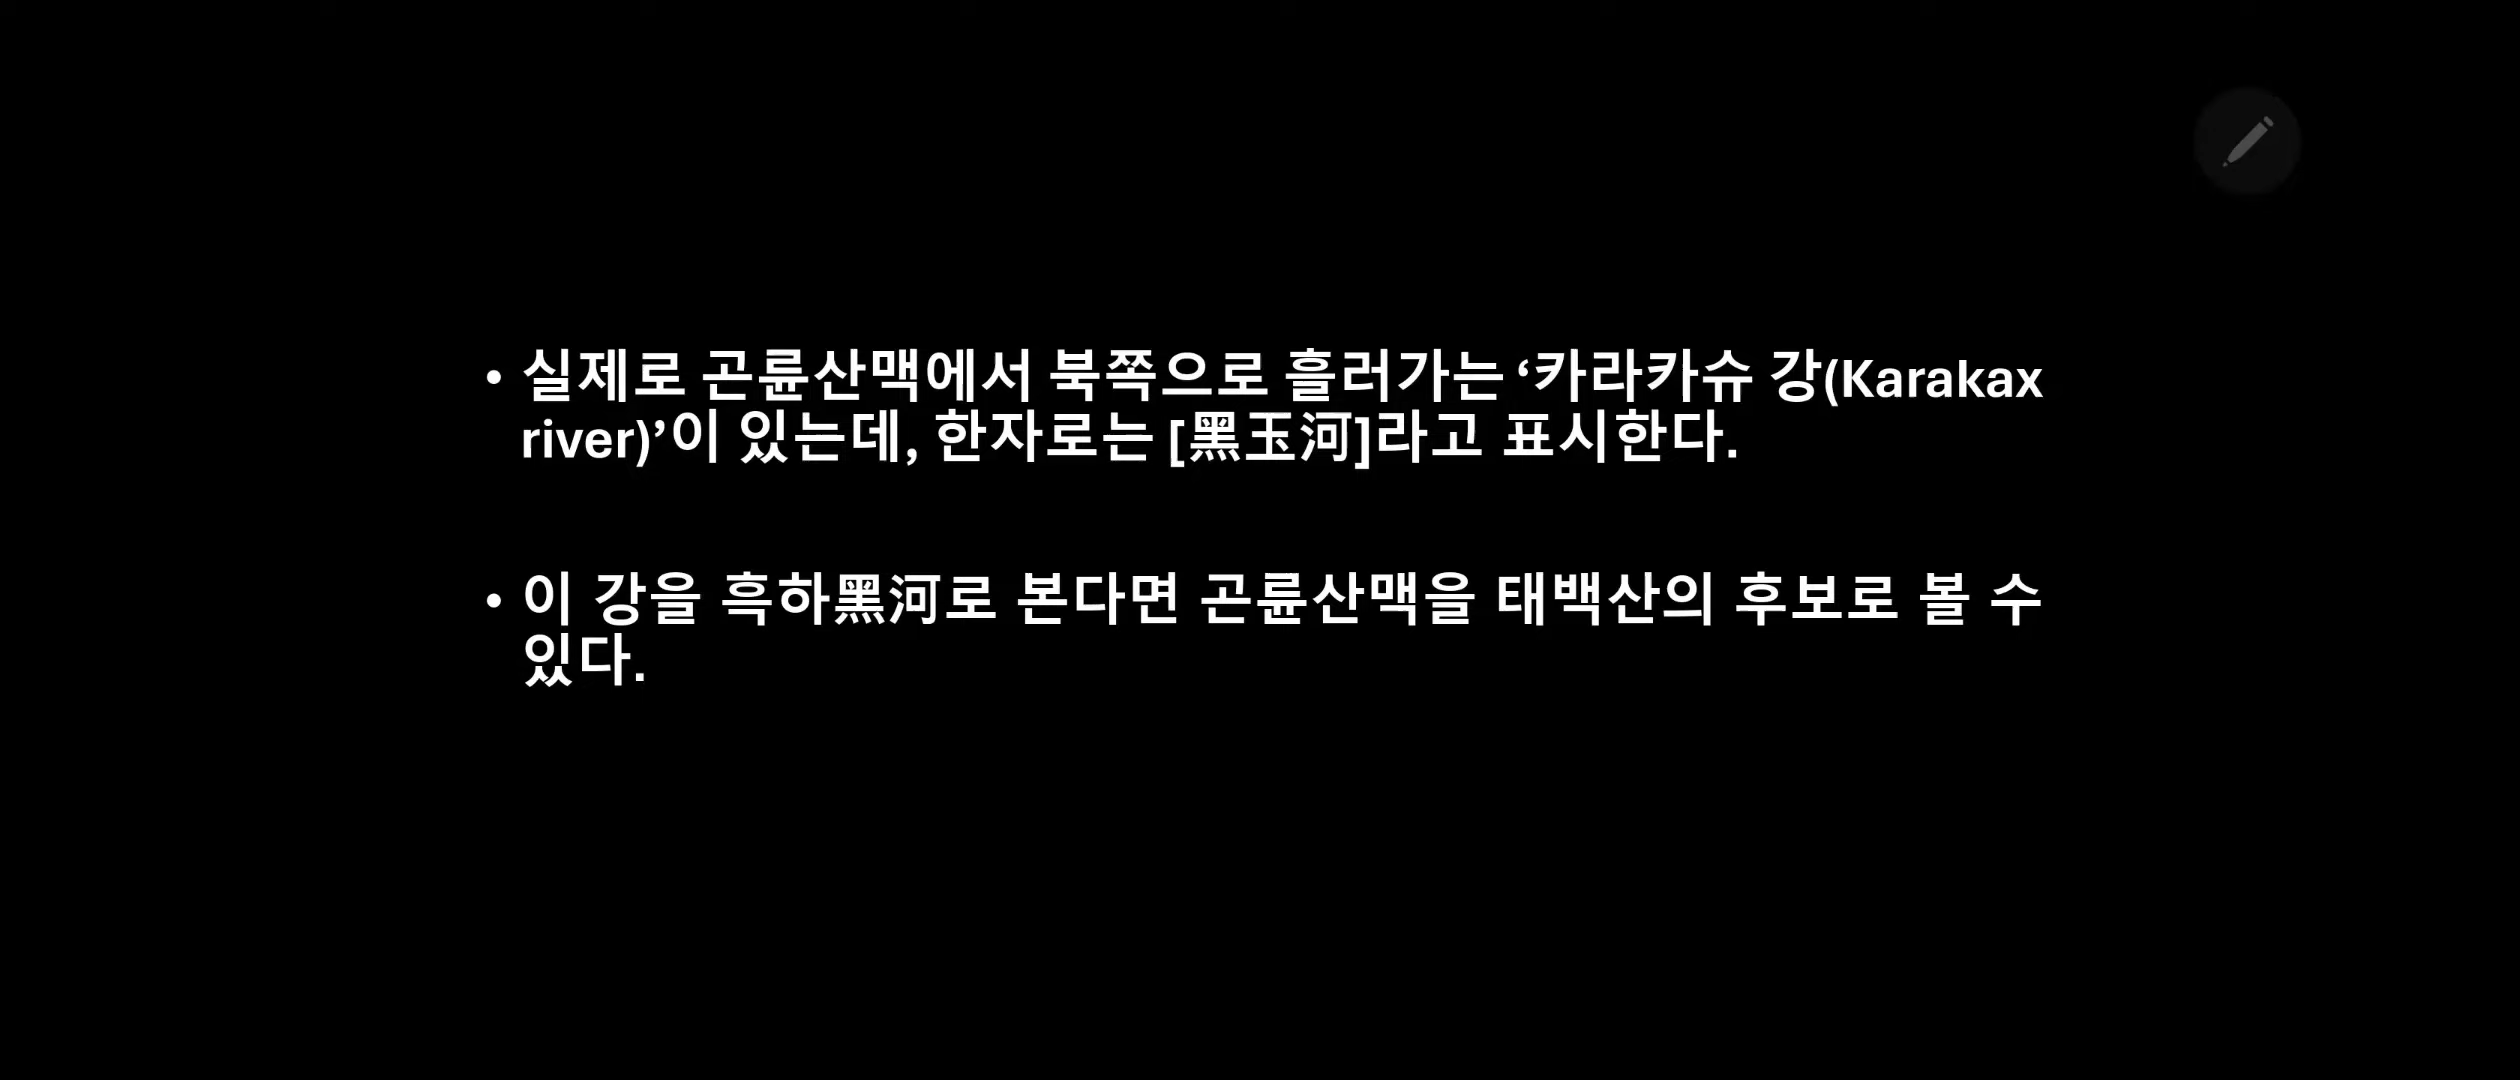 • 실제로 곤륜산맥에서 북쪽으로 흘러가는 ‘카라카슈 강(Karakax
river)’이 있는데, 한자로는 [黑玉河]라고 표시한다.
• 이 강을 흑하黑河로 본다면 곤륜산맥을 태백산의 후보로 볼 수
있다.